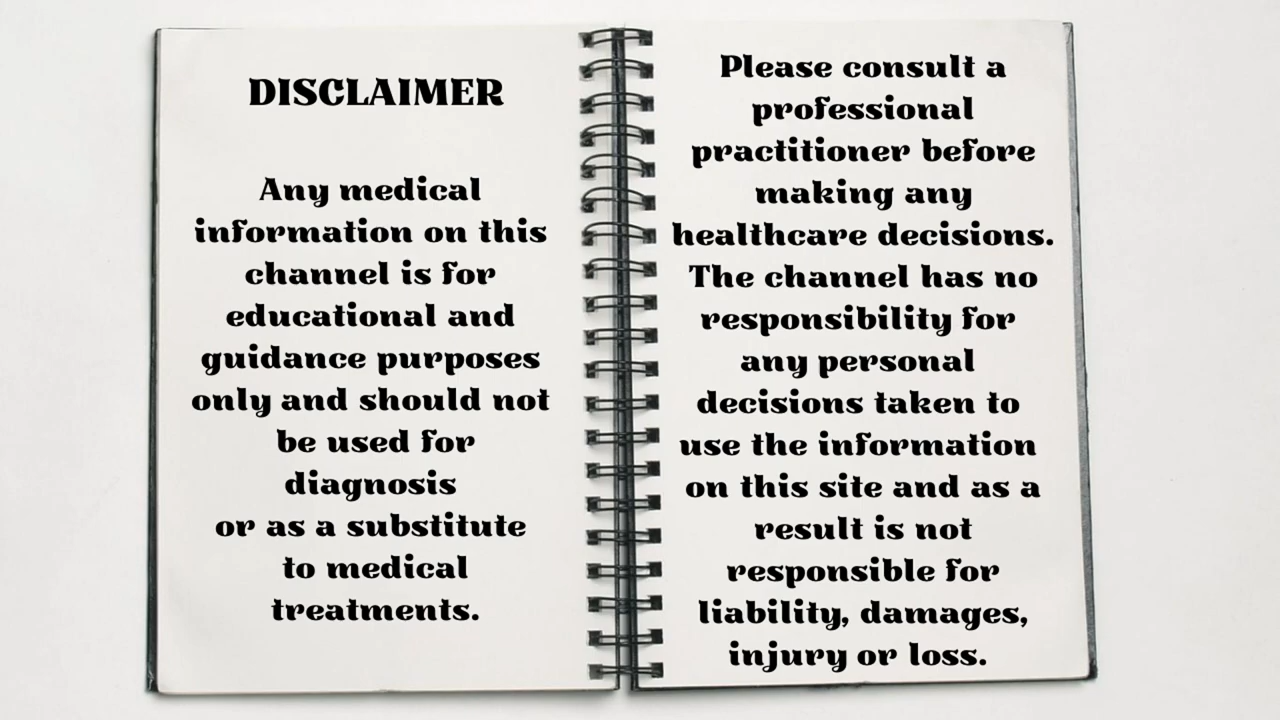 DISCLAIMER
Any medical
information on this
channel is for
educational and
guidance purposes
only and should not
be used for
diagnosis
or as a substitute
to medical
treatments.
Please consult a
professional
practitioner before
making any
healthcare decisions.
The channel has no
responsibility for
any personal
decisions taken to
use the information
on this site and as a
result is not
responsible for
liability, damages,
injury or loss.